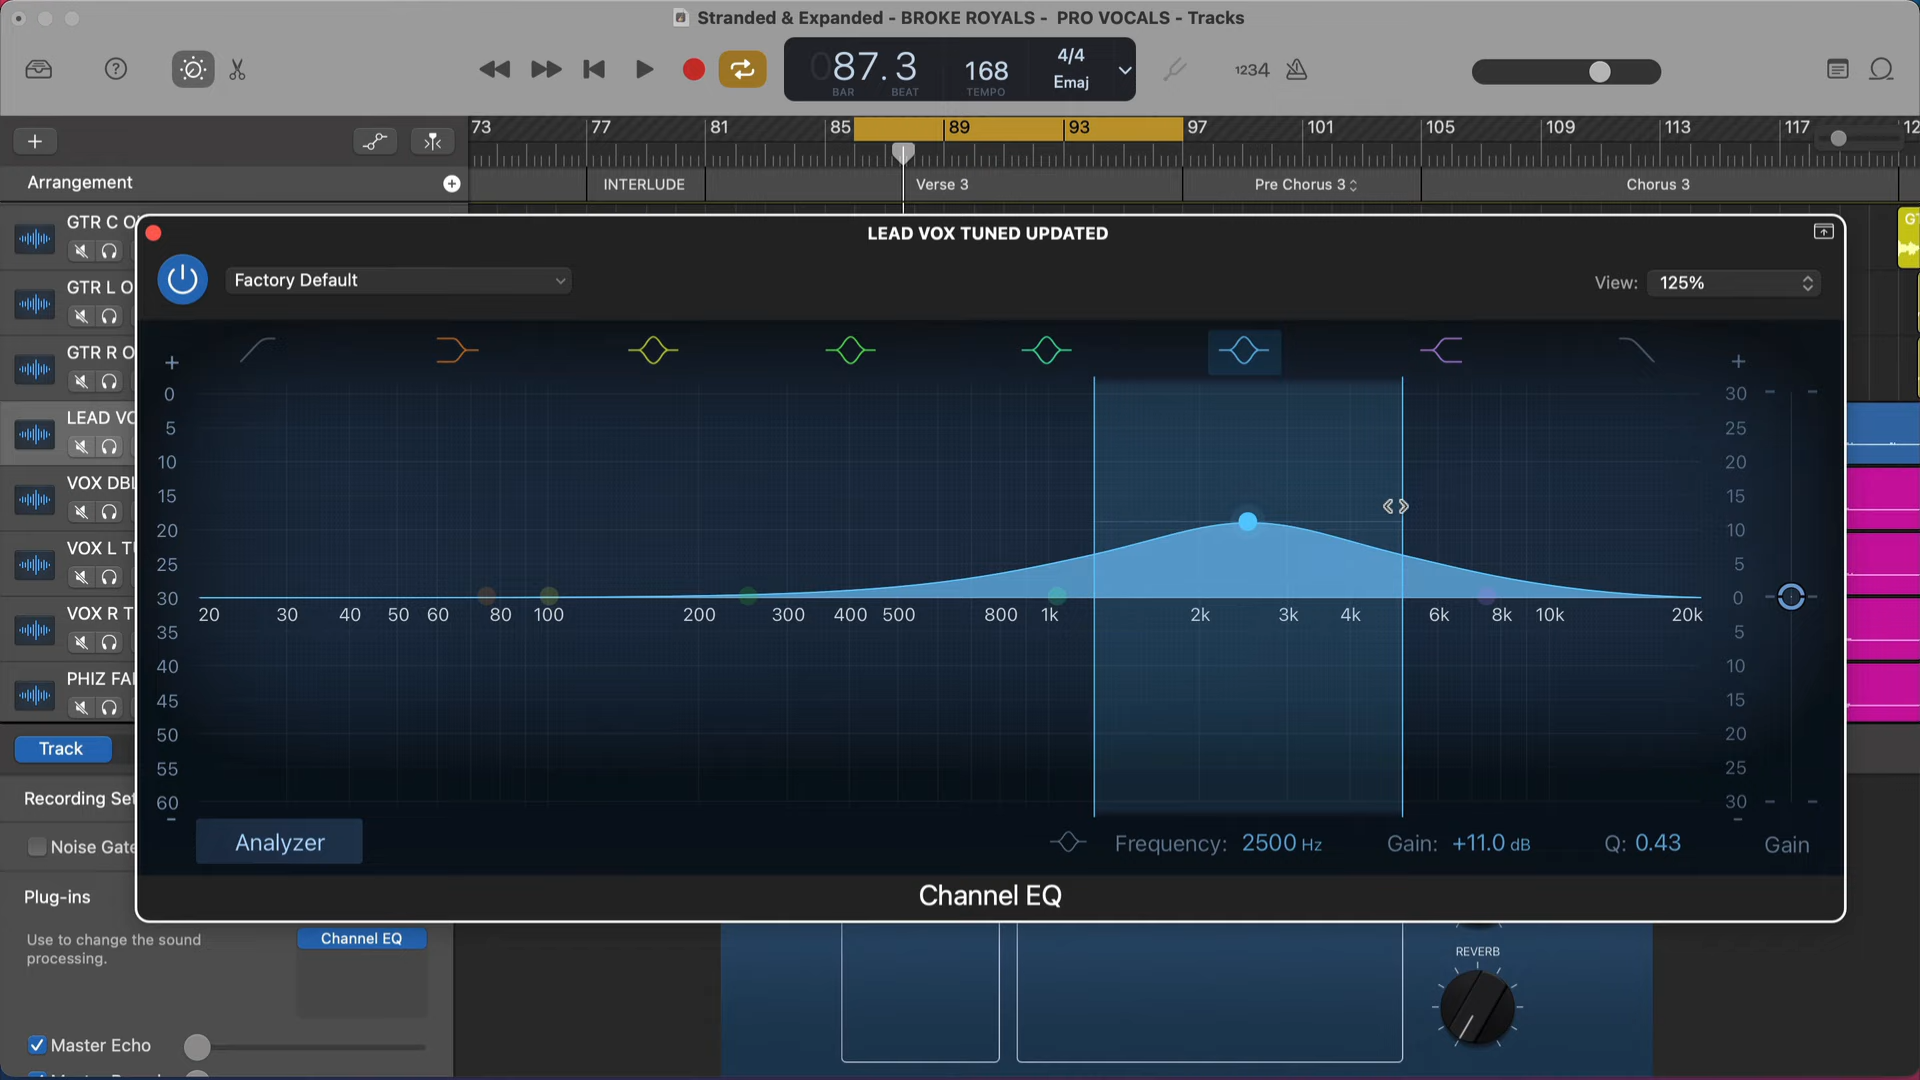 Stranded & Expanded - BROKE ROYALS - PRO VOCALS - Tracks
087.3
BAR
BEAT
168
TEMPO
4/4
Emaj
1234
73
77
81
85
89
93
97
101
105
109
113
117
12
Arrangement
INTERLUDE
Verse 3
Pre Chorus 3
Chorus 3
GTR C O
GTR L O
GTR R O
LEAD VO
VOX DBL
VOX L T
VOX R T
PHIZ FA
GT
LEAD VOX TUNED UPDATED
Factory Default
View: 125%
+
0
5
10
15
20
25
30
35
40
45
50
55
60
-
20 30 40 50 60 80 100 200 300 400 500 800 1k 2k 3k 4k 6k 8k 10k 20k
+
30
25
20
15
10
5
0
5
10
15
20
25
30
-
Analyzer
Frequency: 2500 Hz
Gain: +11.0 dB
Q: 0.43
Gain
Channel EQ
Track
Recording Set
Noise Gate
Plug-ins
Use to change the sound
processing.
Channel EQ
Master Echo
REVERB